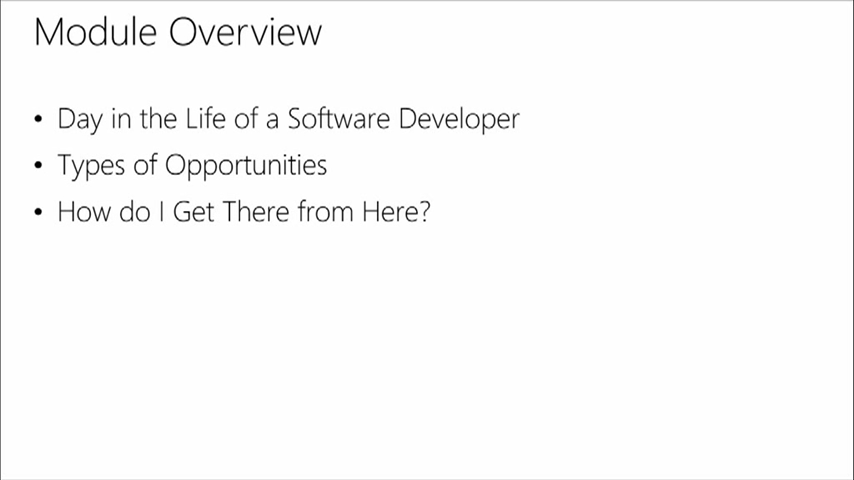 Module Overview
• Day in the Life of a Software Developer
• Types of Opportunities
• How do I Get There from Here?